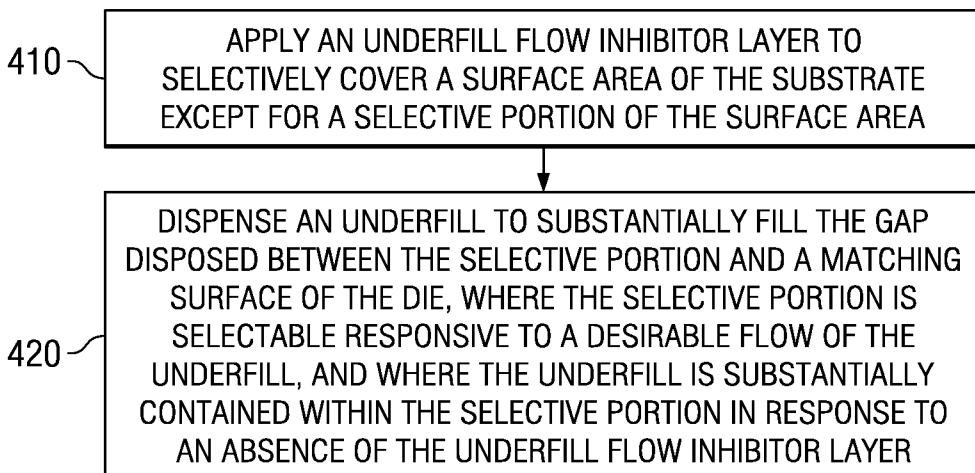 410
APPLY AN UNDERFILL FLOW INHIBITOR LAYER TO
SELECTIVELY COVER A SURFACE AREA OF THE SUBSTRATE
EXCEPT FOR A SELECTIVE PORTION OF THE SURFACE AREA
420
DISPENSE AN UNDERFILL TO SUBSTANTIALLY FILL THE GAP
DISPOSED BETWEEN THE SELECTIVE PORTION AND A MATCHING
SURFACE OF THE DIE, WHERE THE SELECTIVE PORTION IS
SELECTABLE RESPONSIVE TO A DESIRABLE FLOW OF THE
UNDERFILL, AND WHERE THE UNDERFILL IS SUBSTANTIALLY
CONTAINED WITHIN THE SELECTIVE PORTION IN RESPONSE TO
AN ABSENCE OF THE UNDERFILL FLOW INHIBITOR LAYER